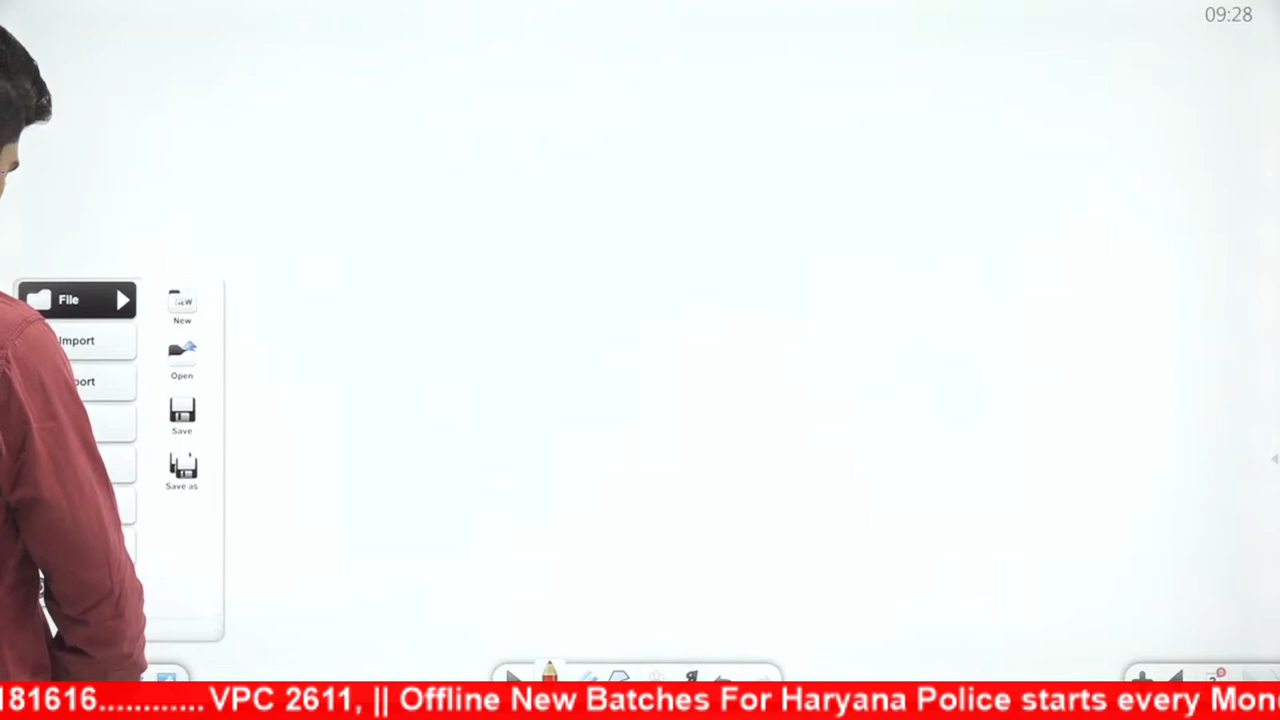 09:28
File
Import
port
NEW
New
Open
Save
Save as
181616............ VPC 2611, || Offline New Batches For Haryana Police starts every Mon